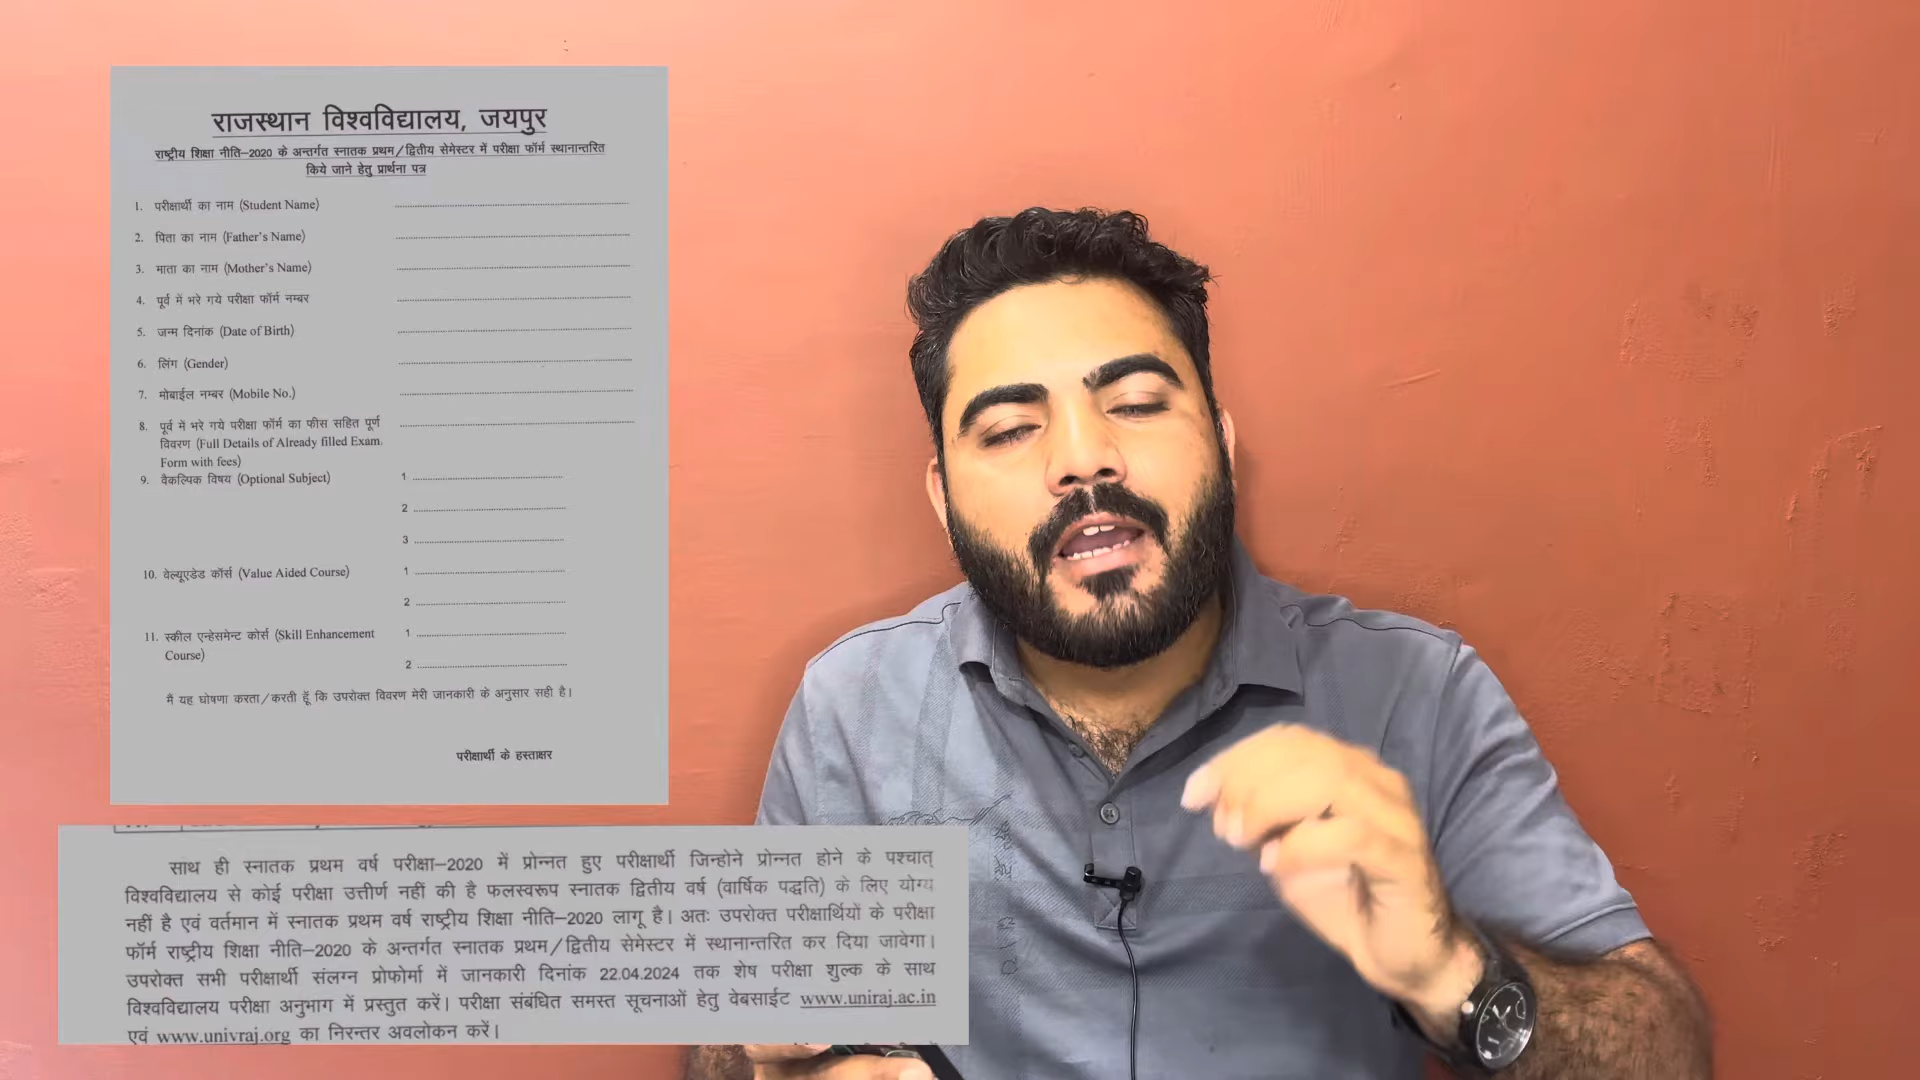 राजस्थान विश्वविद्यालय, जयपुर
राष्ट्रीय शिक्षा नीति–2020 के अन्तर्गत स्नातक प्रथम/द्वितीय सेमेस्टर में परीक्षा फॉर्म स्थानान्तरित
किये जाने हेतु प्रार्थना पत्र
1. परीक्षार्थी का नाम (Student Name)
2. पिता का नाम (Father's Name)
3. माता का नाम (Mother's Name)
4. पूर्व में भरे गये परीक्षा फॉर्म नम्बर
5. जन्म दिनांक (Date of Birth)
6. लिंग (Gender)
7. मोबाईल नम्बर (Mobile No.)
8. पूर्व में भरे गये परीक्षा फॉर्म का फीस सहित पूर्ण
विवरण (Full Details of Already filled Exam.
Form with fees)
9. वैकल्पिक विषय (Optional Subject) 1
2
3
10. वेल्यूएडेड कॉर्स (Value Aided Course) 1
2
11. स्कील एन्हेसमेन्ट कोर्स (Skill Enhancement 1
Course)
2
मैं यह घोषणा करता/करती हूँ कि उपरोक्त विवरण मेरी जानकारी के अनुसार सही है।
परीक्षार्थी के हस्ताक्षर
साथ ही स्नातक प्रथम वर्ष परीक्षा–2020 में प्रोन्नत हुए परीक्षार्थी जिन्होने प्रोन्नत होने के पश्चात्
विश्वविद्यालय से कोई परीक्षा उत्तीर्ण नहीं की है फलस्वरूप स्नातक द्वितीय वर्ष (वार्षिक पद्धति) के लिए योग्य
नहीं है एवं वर्तमान में स्नातक प्रथम वर्ष राष्ट्रीय शिक्षा नीति–2020 लागू है। अतः उपरोक्त परीक्षार्थियों के परीक्षा
फॉर्म राष्ट्रीय शिक्षा नीति–2020 के अन्तर्गत स्नातक प्रथम/द्वितीय सेमेस्टर में स्थानान्तरित कर दिया जावेगा।
उपरोक्त सभी परीक्षार्थी संलग्न प्रोफोर्मा में जानकारी दिनांक 22.04.2024 तक शेष परीक्षा शुल्क के साथ
विश्वविद्यालय परीक्षा अनुभाग में प्रस्तुत करें। परीक्षा संबंधित समस्त सूचनाओं हेतु वेबसाईट www.uniraj.ac.in
एवं www.univraj.org का निरन्तर अवलोकन करें।